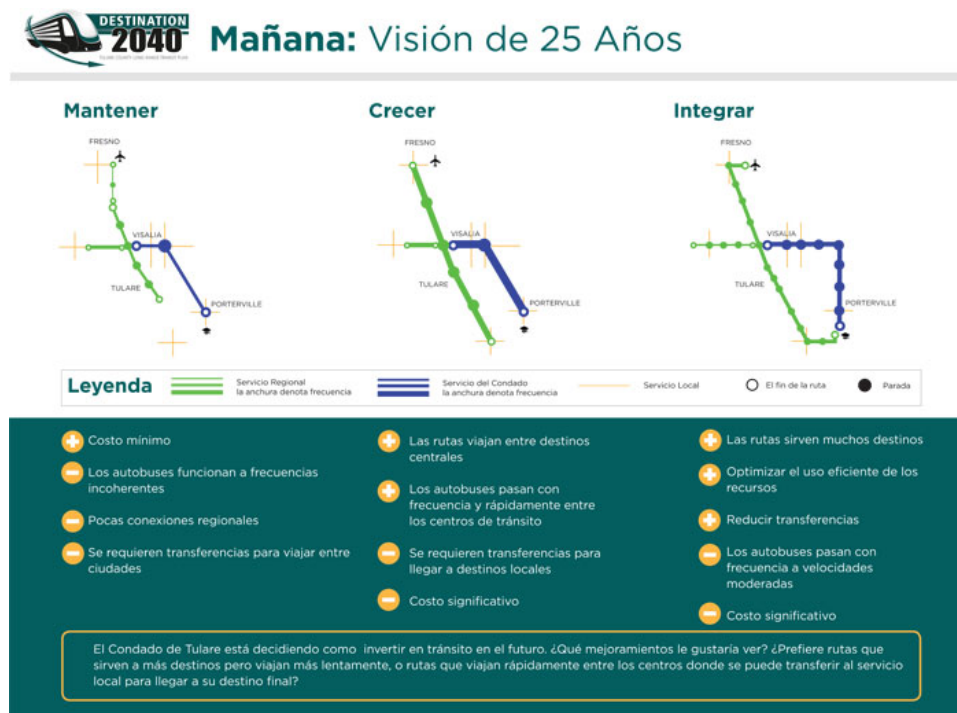 DESTINATION
2040
TULARE COUNTY LONG RANGE TRANSIT PLAN
Mañana: Visión de 25 Años
Mantener
FRESNO
VISALIA
TULARE
PORTERVILLE
Crecer
FRESNO
VISALIA
TULARE
PORTERVILLE
Integrar
FRESNO
VISALIA
TULARE
PORTERVILLE
Leyenda
Servicio Regional
la anchura denota frecuencia
Servicio del Condado
la anchura denota frecuencia
Servicio Local
El fin de la ruta
Parada
Costo mínimo
Los autobuses funcionan a frecuencias
incoherentes
Pocas conexiones regionales
Se requieren transferencias para viajar entre
ciudades
Las rutas viajan entre destinos
centrales
Los autobuses pasan con
frecuencia y rápidamente entre
los centros de tránsito
Se requieren transferencias para
llegar a destinos locales
Costo significativo
Las rutas sirven muchos destinos
Optimizar el uso eficiente de los
recursos
Reducir transferencias
Los autobuses pasan con
frecuencia a velocidades
moderadas
Costo significativo
El Condado de Tulare está decidiendo como invertir en tránsito en el futuro. ¿Qué mejoramientos le gustaría ver? ¿Prefiere rutas que
sirven a más destinos pero viajan más lentamente, o rutas que viajan rápidamente entre los centros donde se puede transferir al servicio
local para llegar a su destino final?